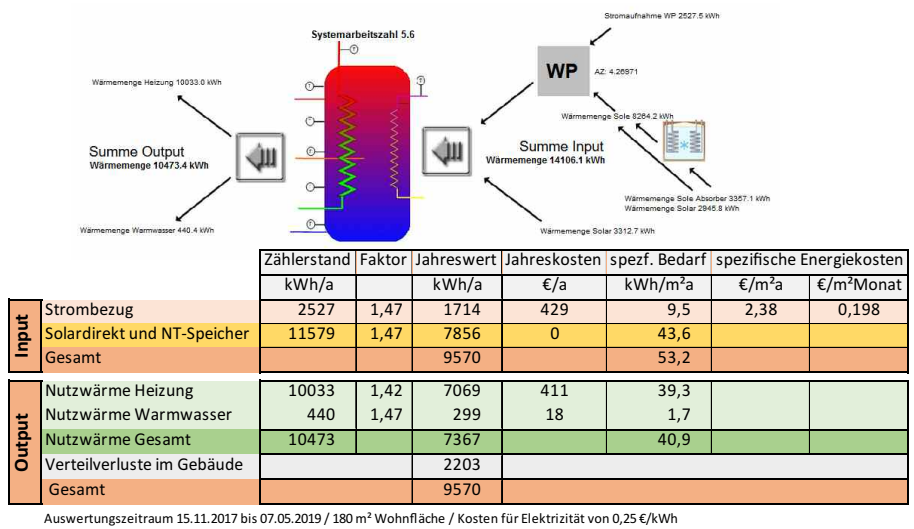 Stromaufnahme WP 2527.5 kWh
Systemarbeitszahl 5.6
WP
AZ: 4.26971
Wärmemenge Heizung 10033.0 kWh
Wärmemenge Sole 8264.2 kWh
Summe Output
Wärmemenge 10473.4 kWh
Summe Input
Wärmemenge 14106.1 kWh
Wärmemenge Sole Absorber 3357.1 kWh
Wärmemenge Solar 2945.8 kWh
Wärmemenge Warmwasser 440.4 kWh
Wärmemenge Solar 3312.7 kWh
Zählerstand Faktor Jahreswert Jahreskosten spezf. Bedarf spezifische Energiekosten
kWh/a kWh/a €/a kWh/m²a €/m²a €/m²Monat
Input
Strombezug 2527 1,47 1714 429 9,5 2,38 0,198
Solardirekt und NT-Speicher 11579 1,47 7856 0 43,6
Gesamt 9570 53,2
Output
Nutzwärme Heizung 10033 1,42 7069 411 39,3
Nutzwärme Warmwasser 440 1,47 299 18 1,7
Nutzwärme Gesamt 10473 7367 40,9
Verteilverluste im Gebäude 2203
Gesamt 9570
Auswertungszeitraum 15.11.2017 bis 07.05.2019 / 180 m² Wohnfläche / Kosten für Elektrizität von 0,25 €/kWh